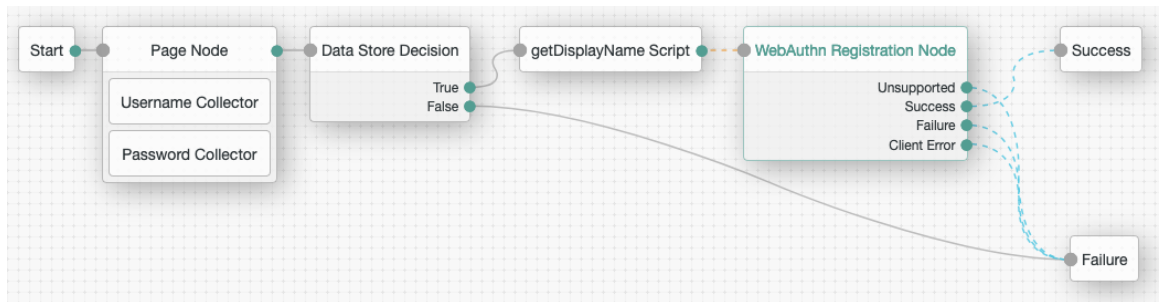 Start
Page Node
Username Collector
Password Collector
Data Store Decision
True
False
getDisplayName Script
WebAuthn Registration Node
Unsupported
Success
Failure
Client Error
Success
Failure